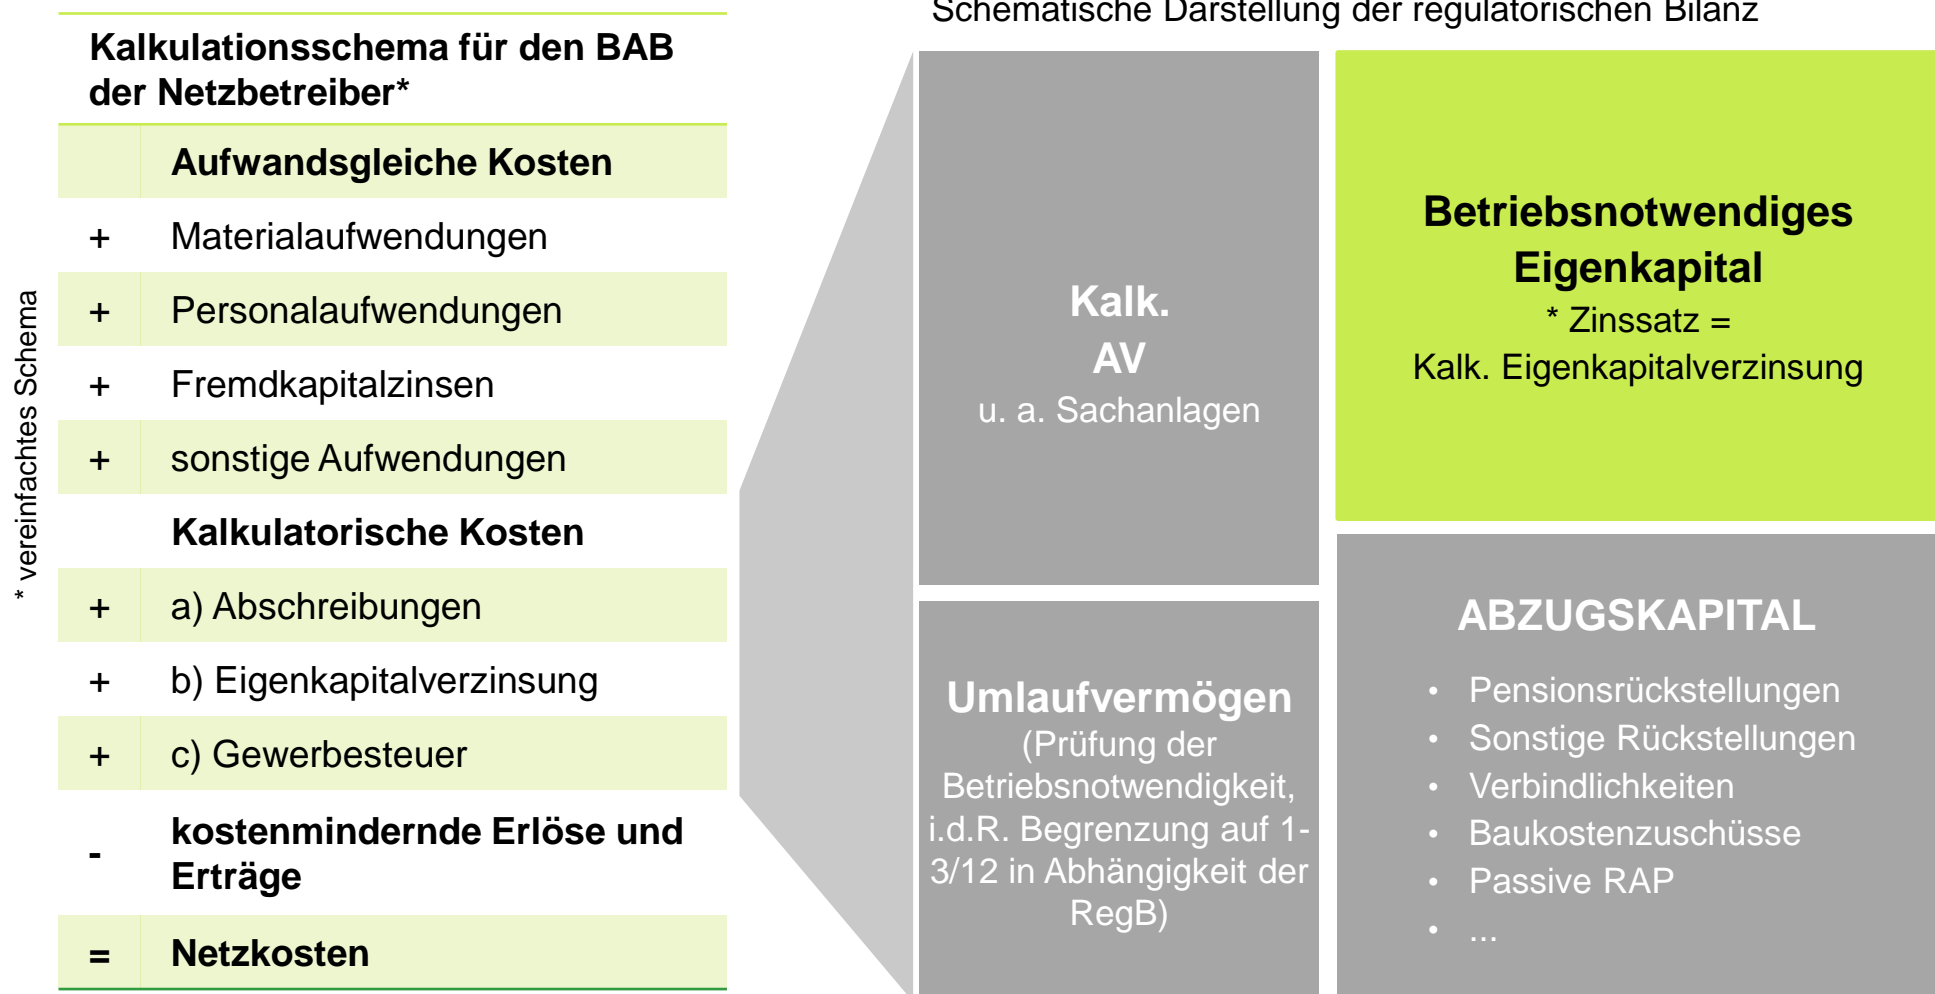 Schematische Darstellung der regulatorischen Bilanz
Kalkulationsschema für den BAB
der Netzbetreiber*
Aufwandsgleiche Kosten
+ Materialaufwendungen
+ Personalaufwendungen
+ Fremdkapitalzinsen
+ sonstige Aufwendungen
Kalkulatorische Kosten
+ a) Abschreibungen
+ b) Eigenkapitalverzinsung
+ c) Gewerbesteuer
- kostenmindernde Erlöse und
Erträge
= Netzkosten
* vereinfachtes Schema
Kalk.
AV
u. a. Sachanlagen
Umlaufvermögen
(Prüfung der
Betriebsnotwendigkeit,
i.d.R. Begrenzung auf 1-
3/12 in Abhängigkeit der
RegB)
Betriebsnotwendiges
Eigenkapital
* Zinssatz =
Kalk. Eigenkapitalverzinsung
ABZUGSKAPITAL
• Pensionsrückstellungen
• Sonstige Rückstellungen
• Verbindlichkeiten
• Baukostenzuschüsse
• Passive RAP
• ...